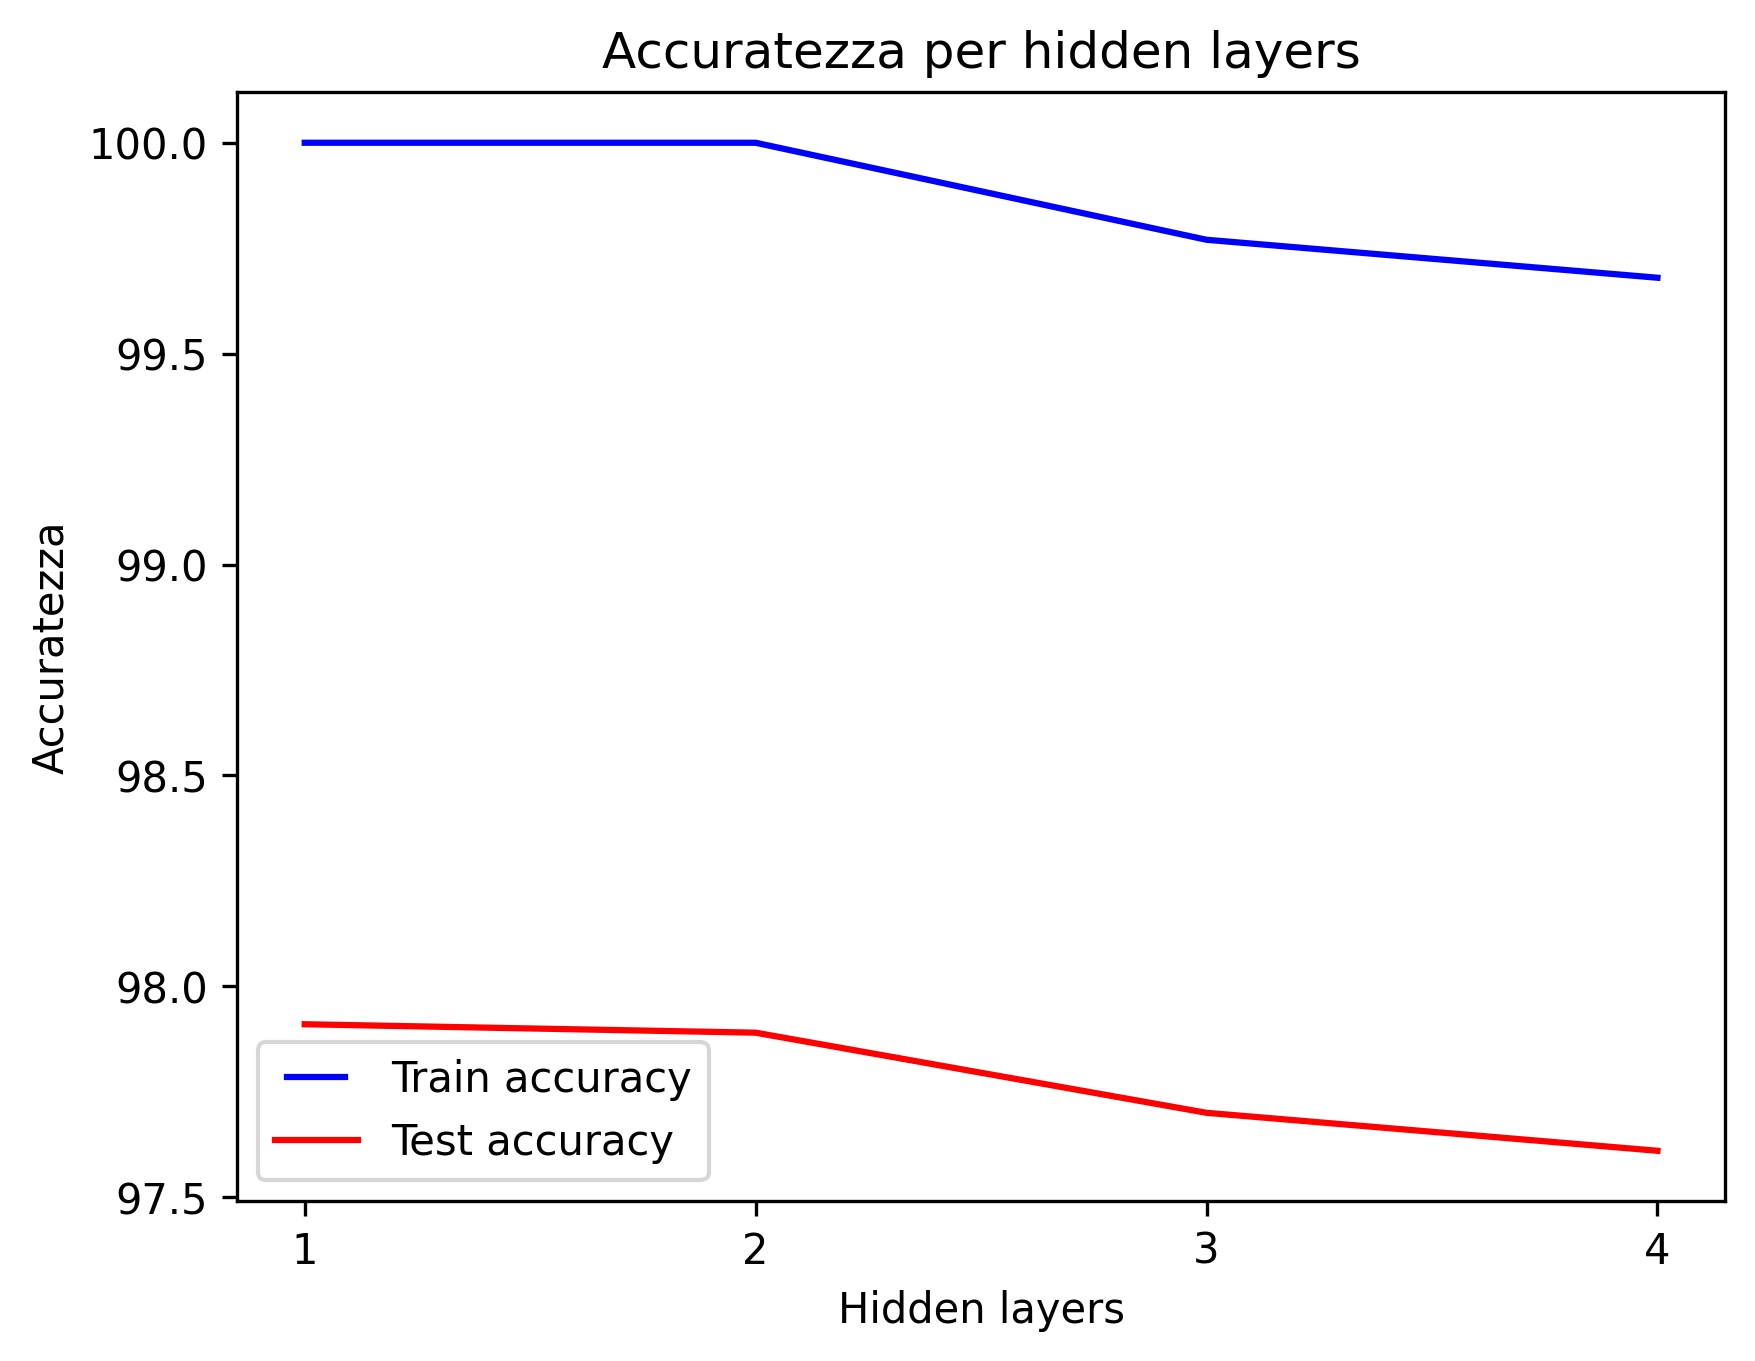 Accuratezza per hidden layers
100.0
99.5
99.0
98.5
98.0
97.5
Accuratezza
Train accuracy
Test accuracy
1 2 3 4
Hidden layers